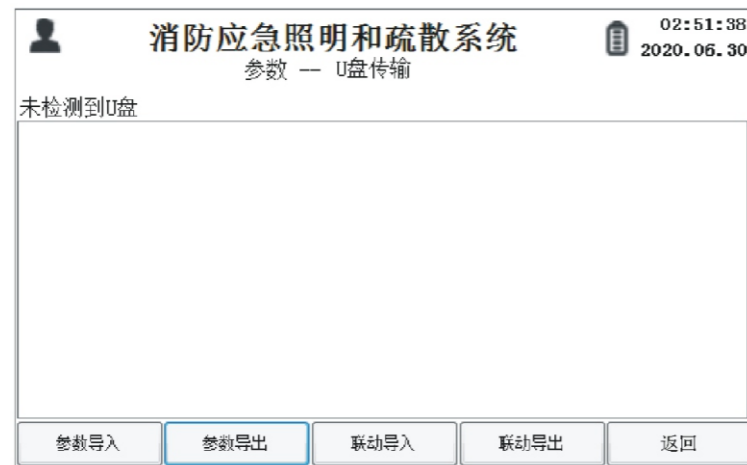 消防应急照明和疏散系统
02:51:38
参数 -- U盘传输
2020.06.30
未检测到U盘
参数导入
参数导出
联动导入
联动导出
返回